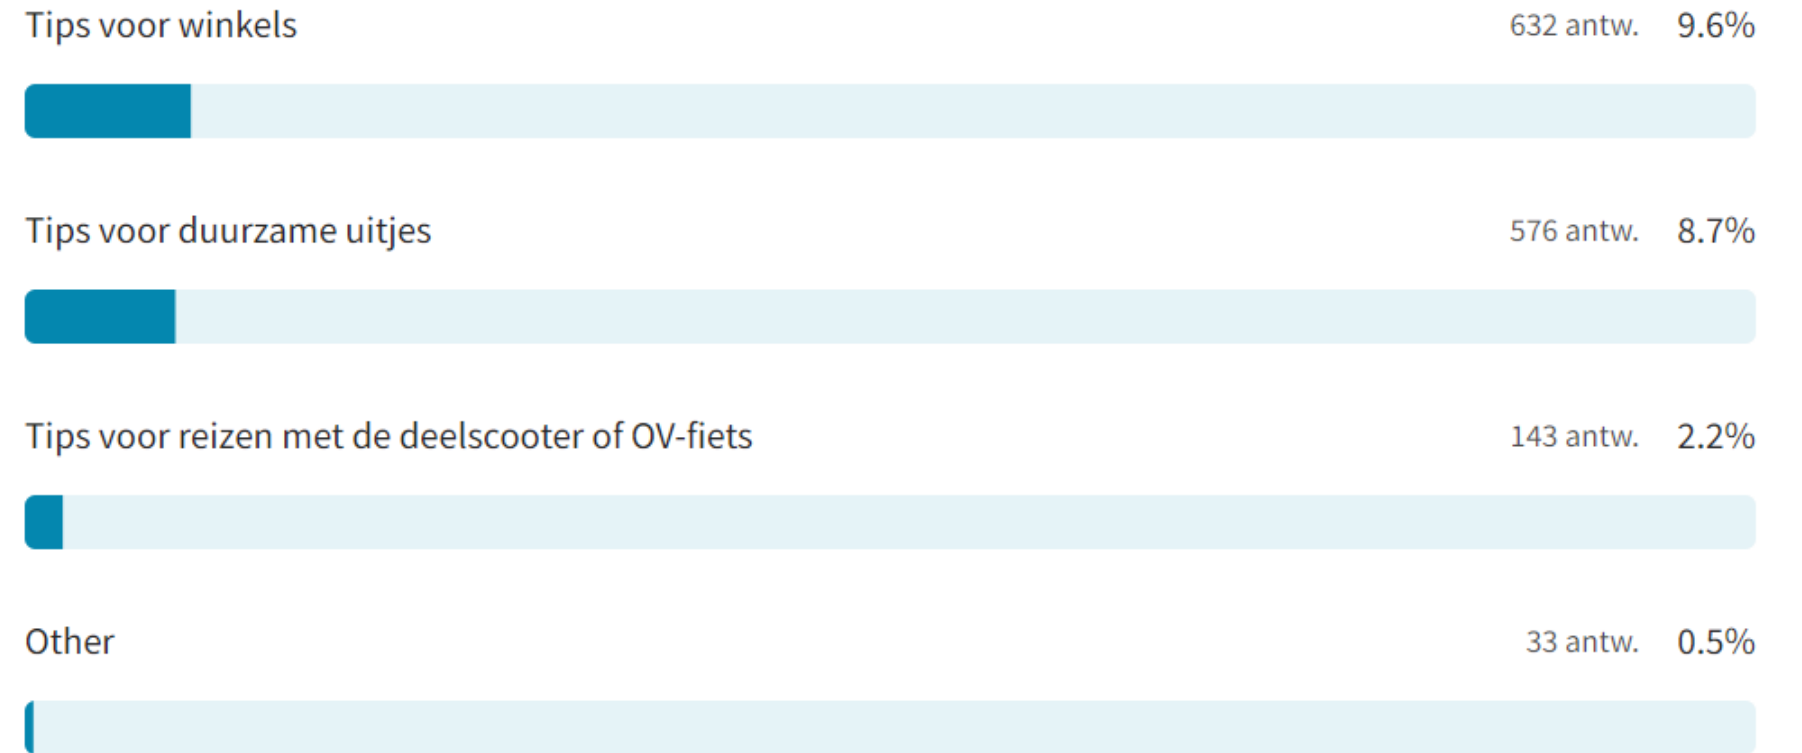 Tips voor winkels 632 antw. 9.6%
Tips voor duurzame uitjes 576 antw. 8.7%
Tips voor reizen met de deelscooter of OV-fiets 143 antw. 2.2%
Other 33 antw. 0.5%